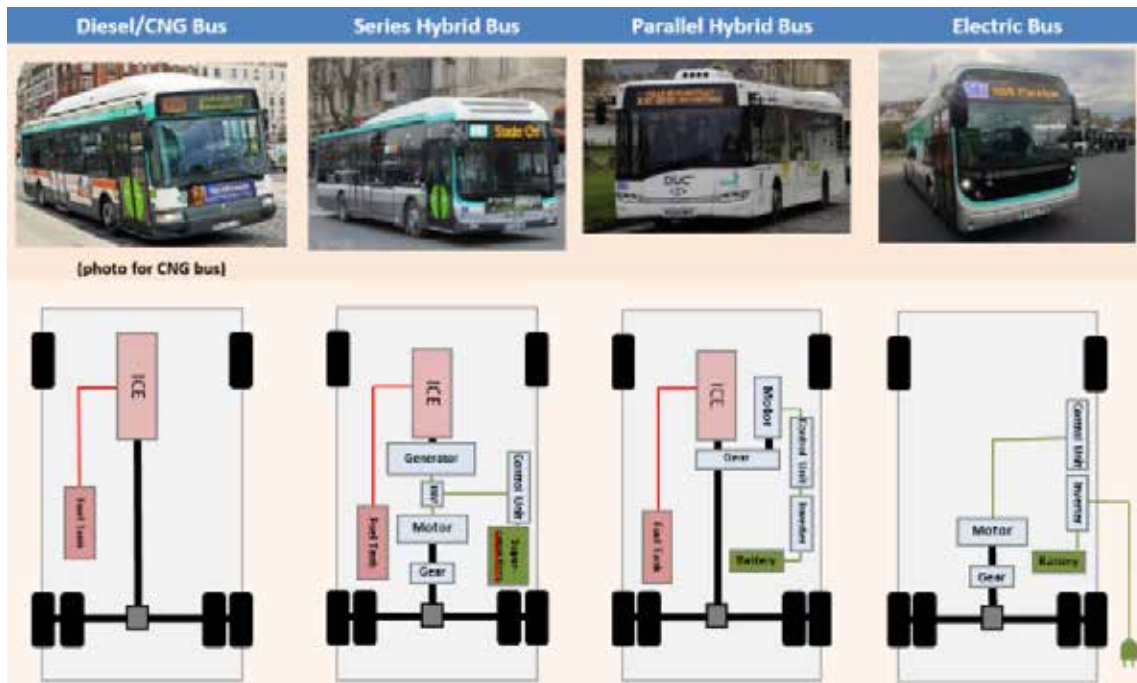 Diesel/CNG Bus
Series Hybrid Bus
Parallel Hybrid Bus
Electric Bus
(photo for CNG bus)
ICE
Fuel Tank
ICE
Generator
Control Unit
Motor
Fuel Tank
Super-
Gear
ICE
Motor
Control Unit
Gear
Inverter
Fuel Tank
Battery
Control Unit
Inverter
Motor
Battery
Gear